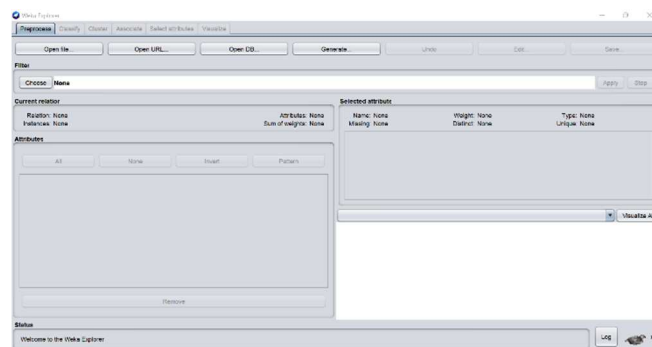 Weka Explorer
Preprocess Classify Cluster Associate Select attributes Visualize
Open file... Open URL... Open DB... Generate... Undo Edit... Save...
Filter
Choose None Apply Stop
Current relation
Relation: None Attributes: None
Instances: None Sum of weights: None
Attributes
All None Invert Pattern
Remove
Selected attribute
Name: None Weight: None Type: None
Missing: None Distinct: None Unique: None
Visualize A
Status
Welcome to the Weka Explorer
Log